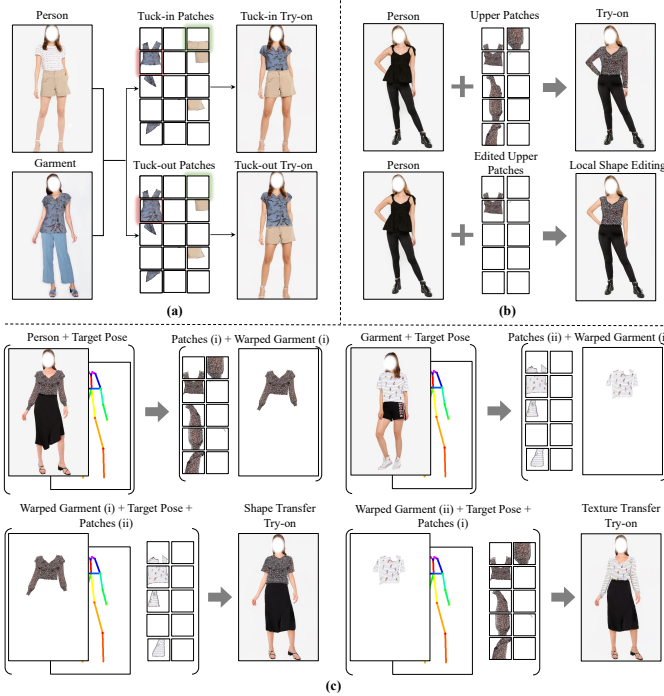 Person
Tuck-in Patches
Tuck-in Try-on
Garment
Tuck-out Patches
Tuck-out Try-on
(a)
Person
Upper Patches
Try-on
Person
Edited Upper
Patches
Local Shape Editing
(b)
Person + Target Pose
Patches (i) + Warped Garment (i)
Garment + Target Pose
Patches (ii) + Warped Garment (ii)
Warped Garment (i) + Target Pose +
Patches (ii)
Shape Transfer
Try-on
Warped Garment (ii) + Target Pose +
Patches (i)
Texture Transfer
Try-on
(c)